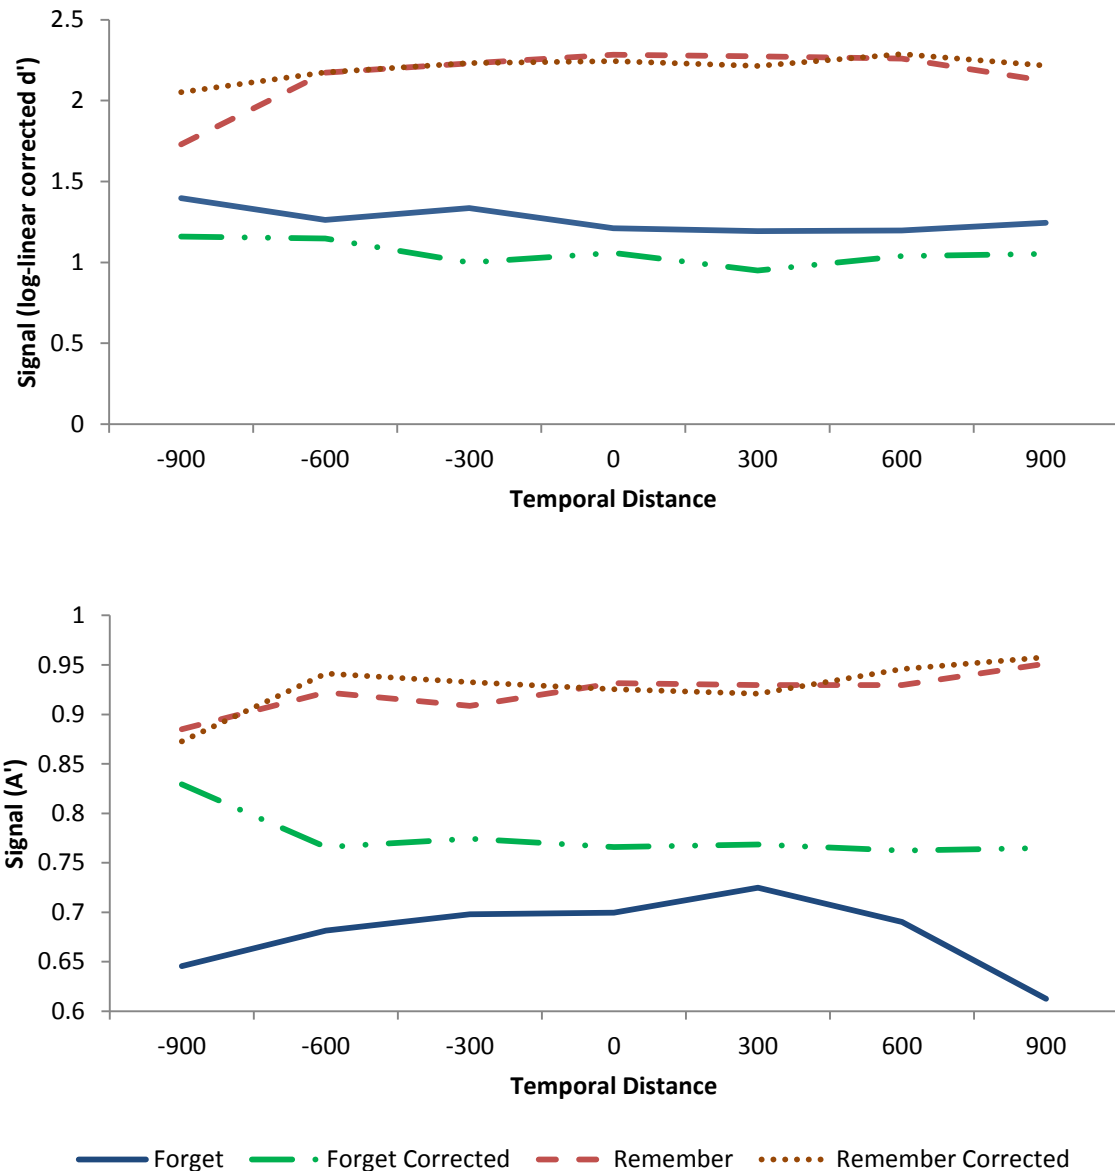 2.5
2
1.5
1
0.5
0
Signal (log-linear corrected d')
-900 -600 -300 0 300 600 900
Temporal Distance
1
0.95
0.9
0.85
0.8
0.75
0.7
0.65
0.6
Signal (A')
-900 -600 -300 0 300 600 900
Temporal Distance
Forget Forget Corrected Remember Remember Corrected